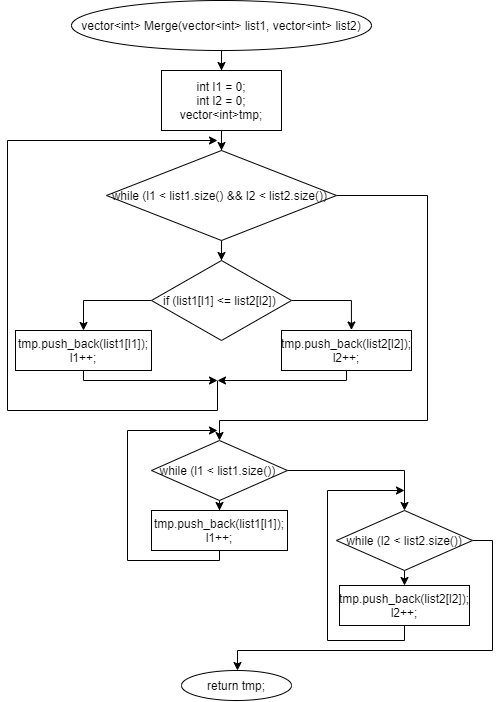 vector<int> Merge(vector<int> list1, vector<int> list2)
int l1 = 0;
int l2 = 0;
vector<int>tmp;
while (l1 < list1.size() && l2 < list2.size())
if (list1[l1] <= list2[l2])
tmp.push_back(list1[l1]);
l1++;
tmp.push_back(list2[l2]);
l2++;
while (l1 < list1.size())
tmp.push_back(list1[l1]);
l1++;
while (l2 < list2.size())
tmp.push_back(list2[l2]);
l2++;
return tmp;